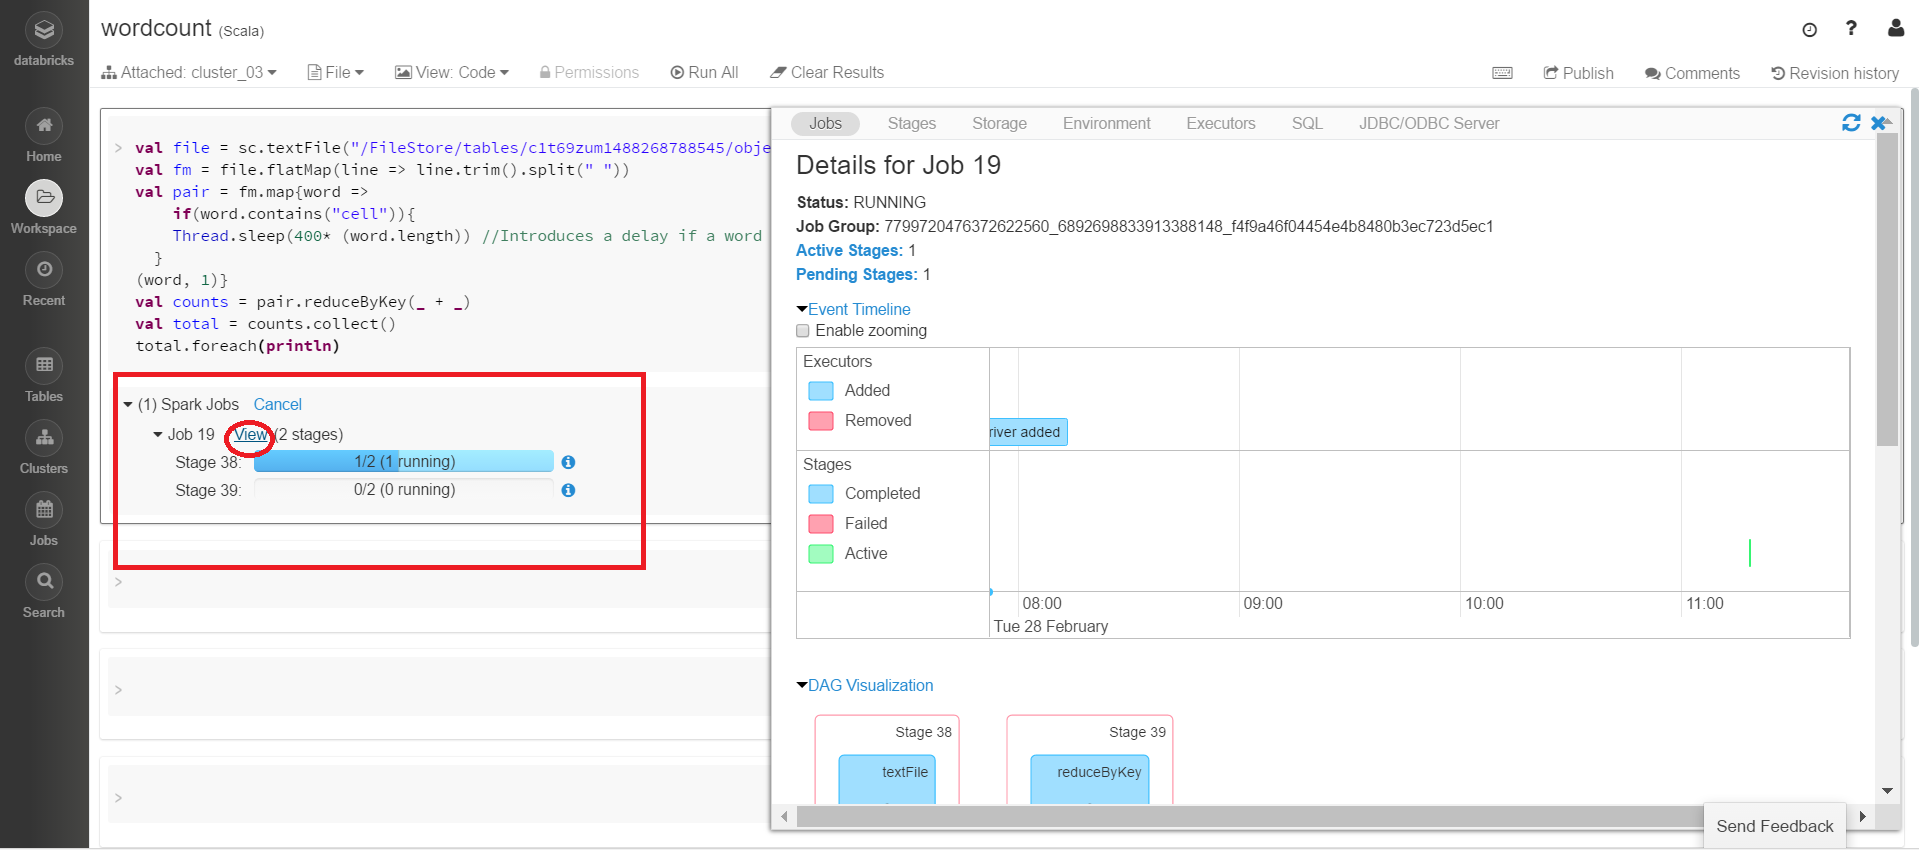 databricks
Home
Workspace
Recent
Tables
Clusters
Jobs
Search
wordcount (Scala)
Attached: cluster_03 File View: Code Permissions Run All Clear Results Publish Comments Revision history
> val file = sc.textFile("/FileStore/tables/c1t69zum1488268788545/obje
val fm = file.flatMap(line => line.trim().split(" "))
val pair = fm.map{word =>
if(word.contains("cell")){
Thread.sleep(400* (word.length)) //Introduces a delay if a word
}
(word, 1)}
val counts = pair.reduceByKey(_ + _)
val total = counts.collect()
total.foreach(println)
(1) Spark Jobs Cancel
Job 19 View (2 stages)
Stage 38: 1/2 (1 running)
Stage 39: 0/2 (0 running)
>
>
>
Jobs Stages Storage Environment Executors SQL JDBC/ODBC Server
Details for Job 19
Status: RUNNING
Job Group: 7799720476372622560_6892698833913388148_f4f9a46f04454e4b8480b3ec723d5ec1
Active Stages: 1
Pending Stages: 1
Event Timeline
Enable zooming
Executors
Added
Removed
river added
Stages
Completed
Failed
Active
08:00 09:00 10:00 11:00
Tue 28 February
DAG Visualization
Stage 38 Stage 39
textFile reduceByKey
Send Feedback